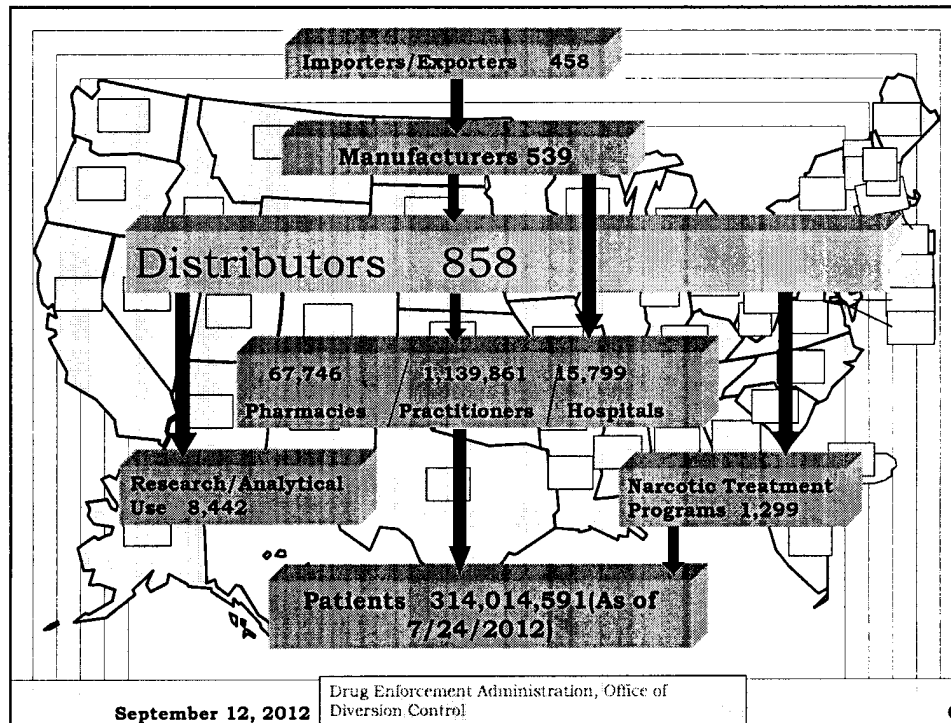 Importers/Exporters 458
Manufacturers 539
Distributors 858
67,746 / 1,139,861 / 15,799
Pharmacies / Practitioners / Hospitals
Research/Analytical
Use 8,442
Narcotic Treatment
Programs 1,299
Patients 314,014,591(As of
7/24/2012)
September 12, 2012
Drug Enforcement Administration, Office of
Diversion Control